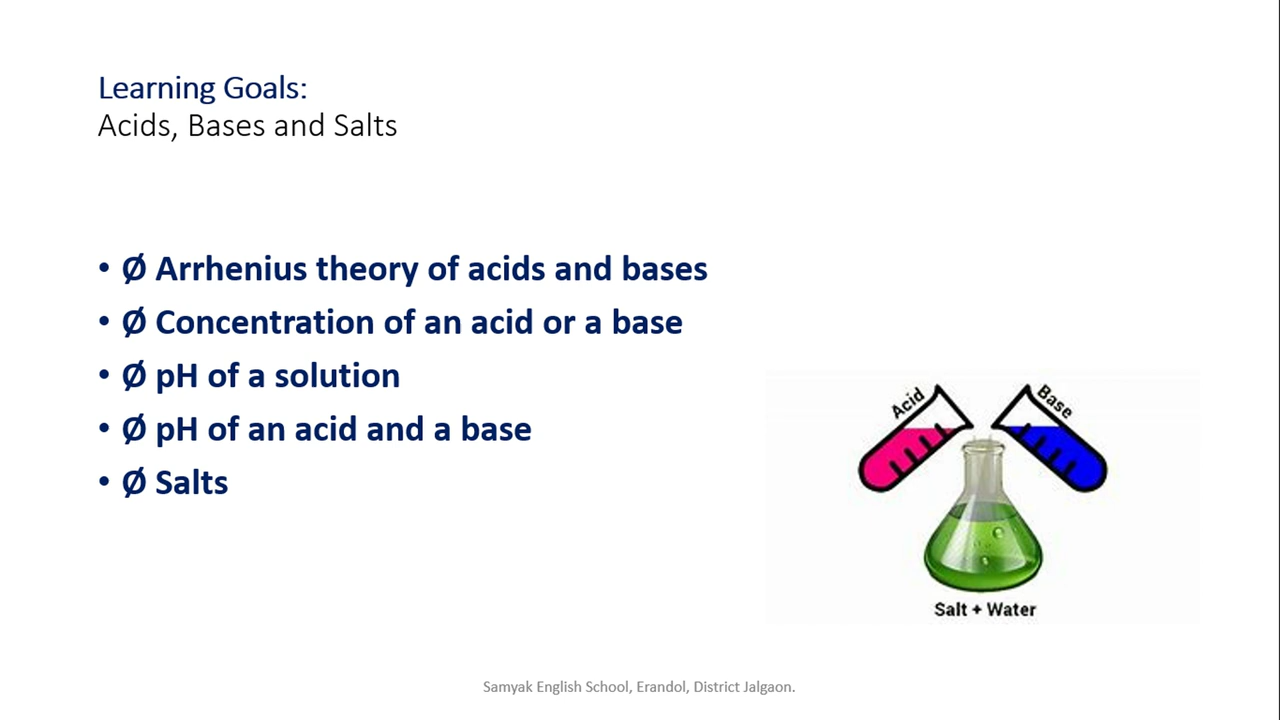 Learning Goals:
Acids, Bases and Salts
• Ø Arrhenius theory of acids and bases
• Ø Concentration of an acid or a base
• Ø pH of a solution
• Ø pH of an acid and a base
• Ø Salts
Acid
Base
Salt + Water
Samyak English School, Erandol, District Jalgaon.